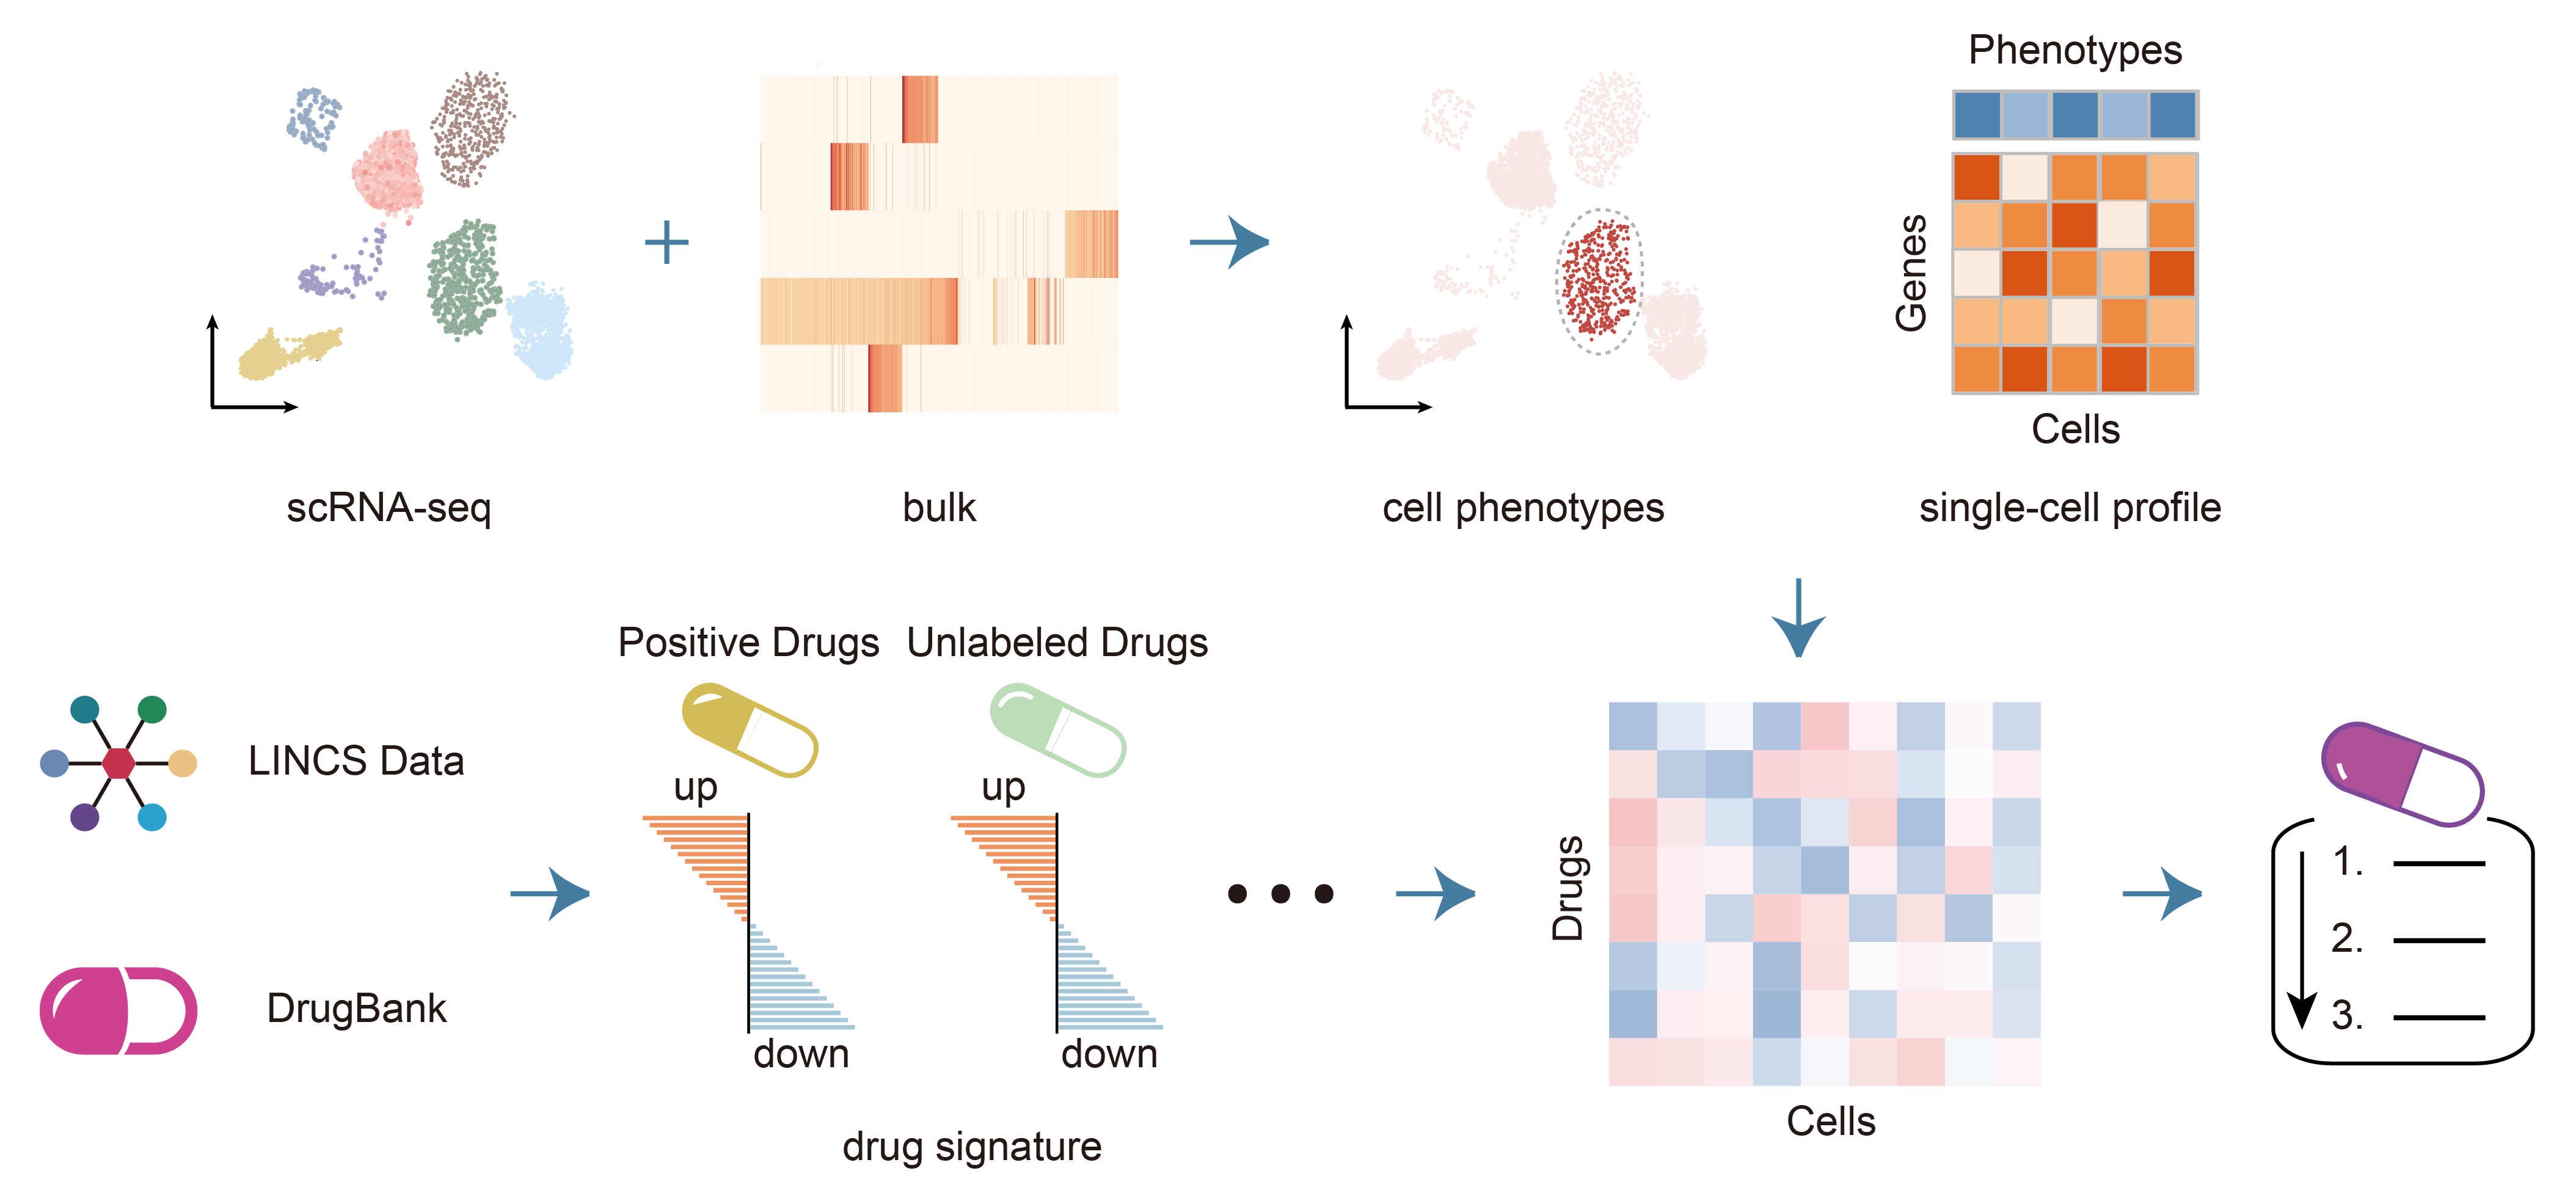 Phenotypes
Genes
Cells
scRNA-seq
bulk
cell phenotypes
single-cell profile
Positive Drugs
Unlabeled Drugs
LINCS Data
DrugBank
up
up
down
down
drug signature
Drugs
Cells
1.
2.
3.